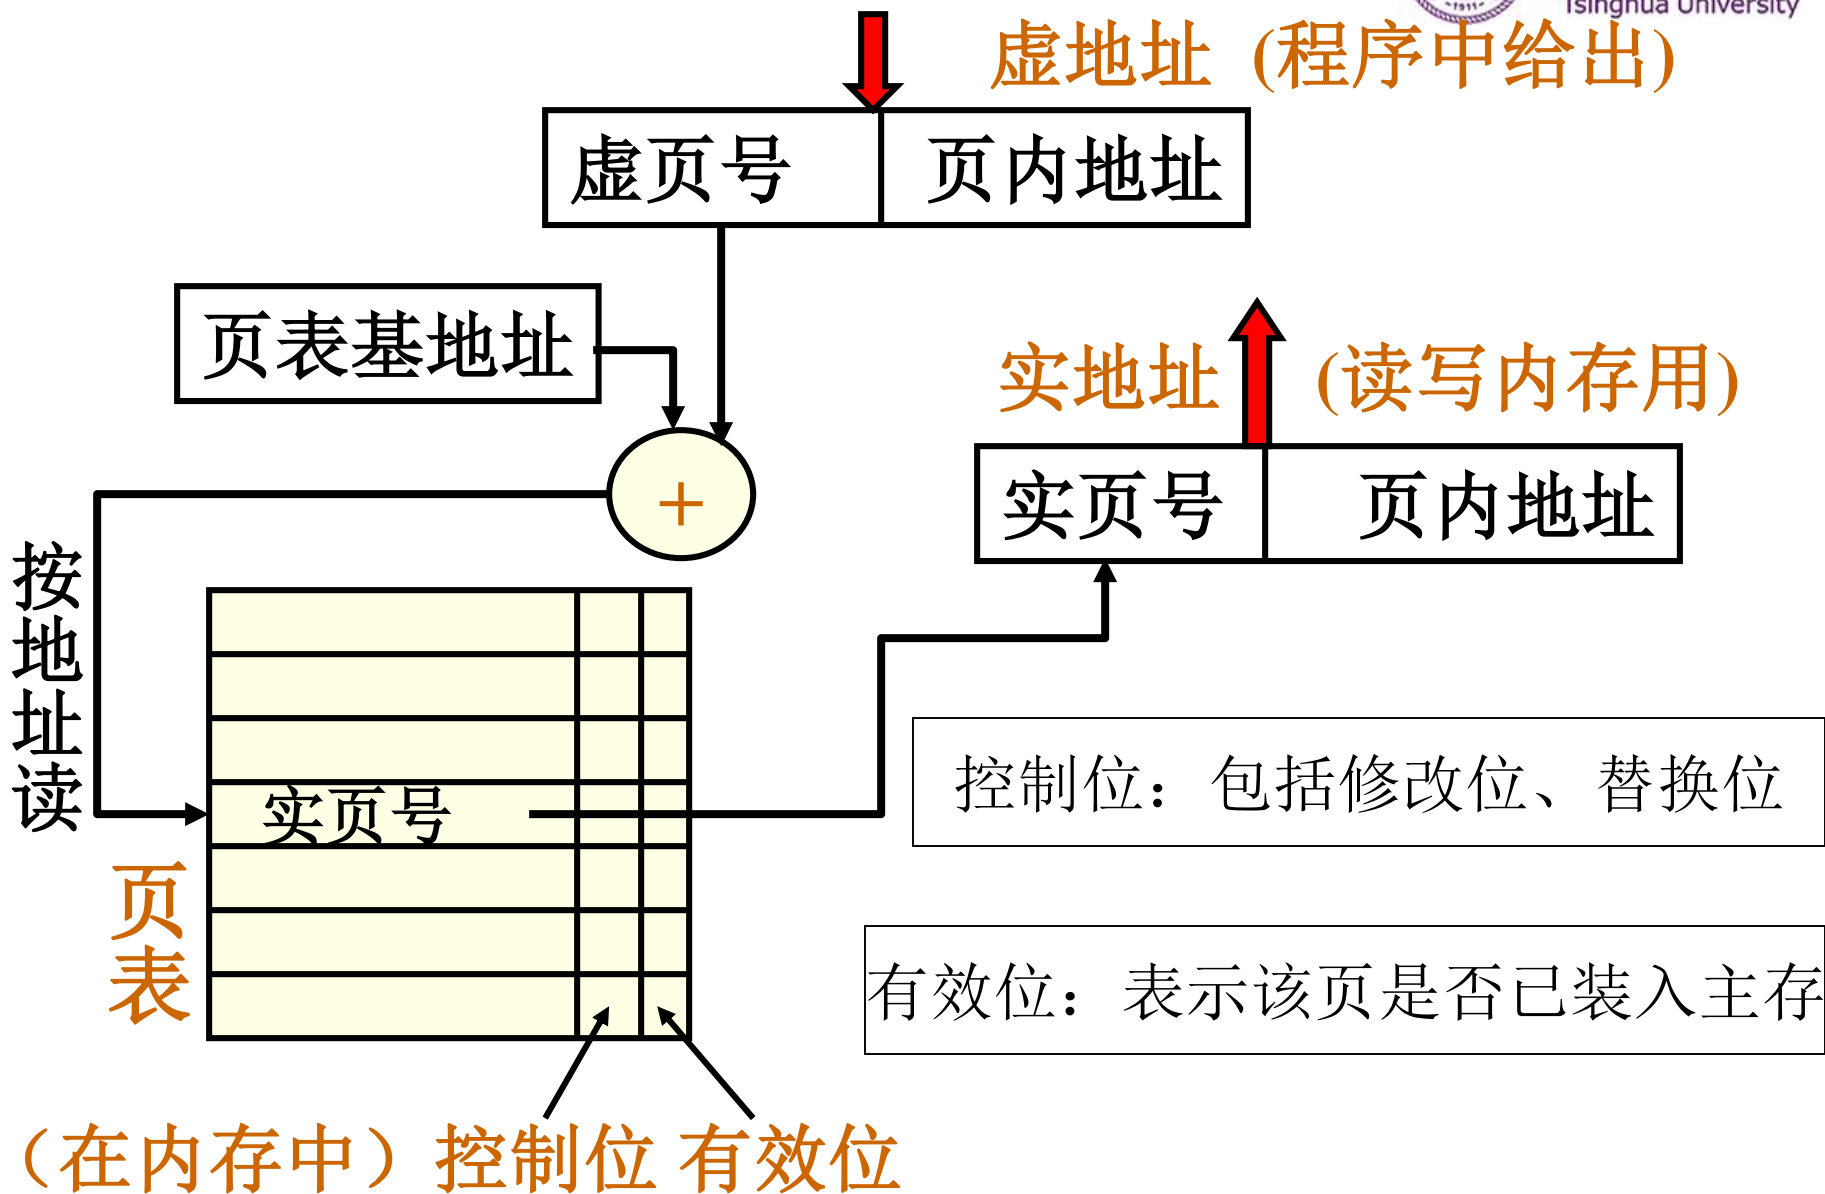 ·1911·
Tsinghua University
虚地址 (程序中给出)
虚页号 页内地址
页表基地址
实地址 (读写内存用)
+
实页号 页内地址
按地址读
实页号
控制位：包括修改位、替换位
页表
有效位：表示该页是否已装入主存
（在内存中）控制位 有效位